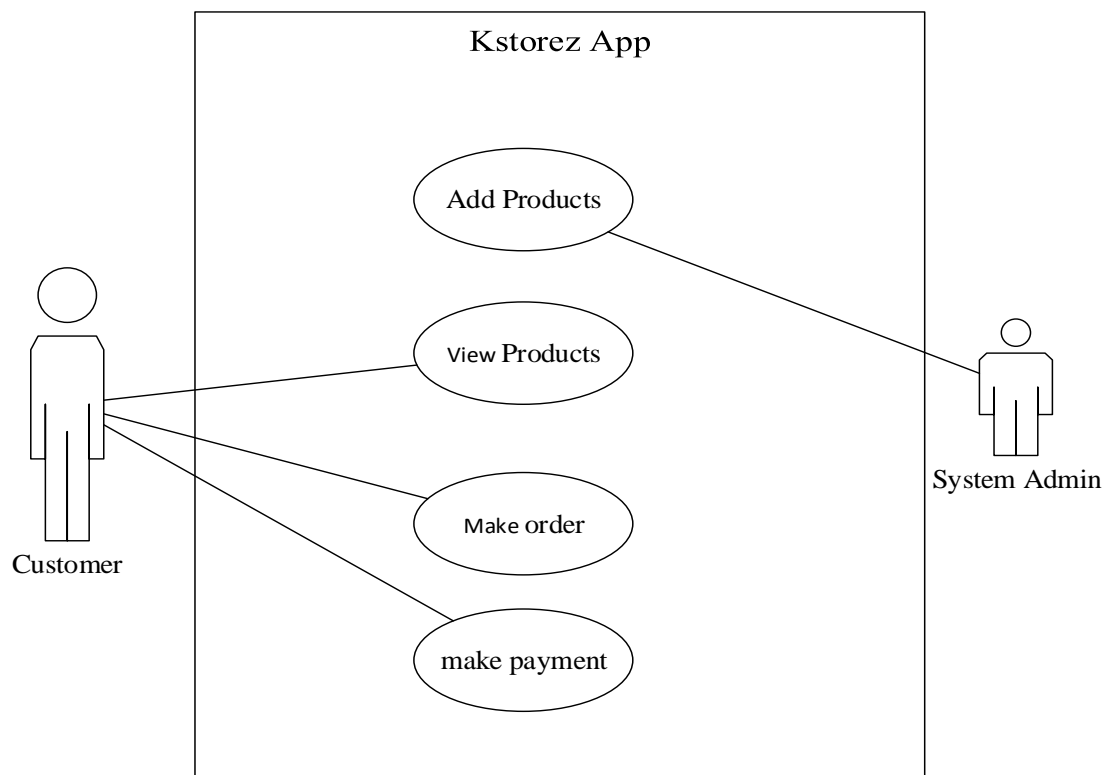 Kstorez App
Add Products
View Products
System Admin
Make order
Customer
make payment